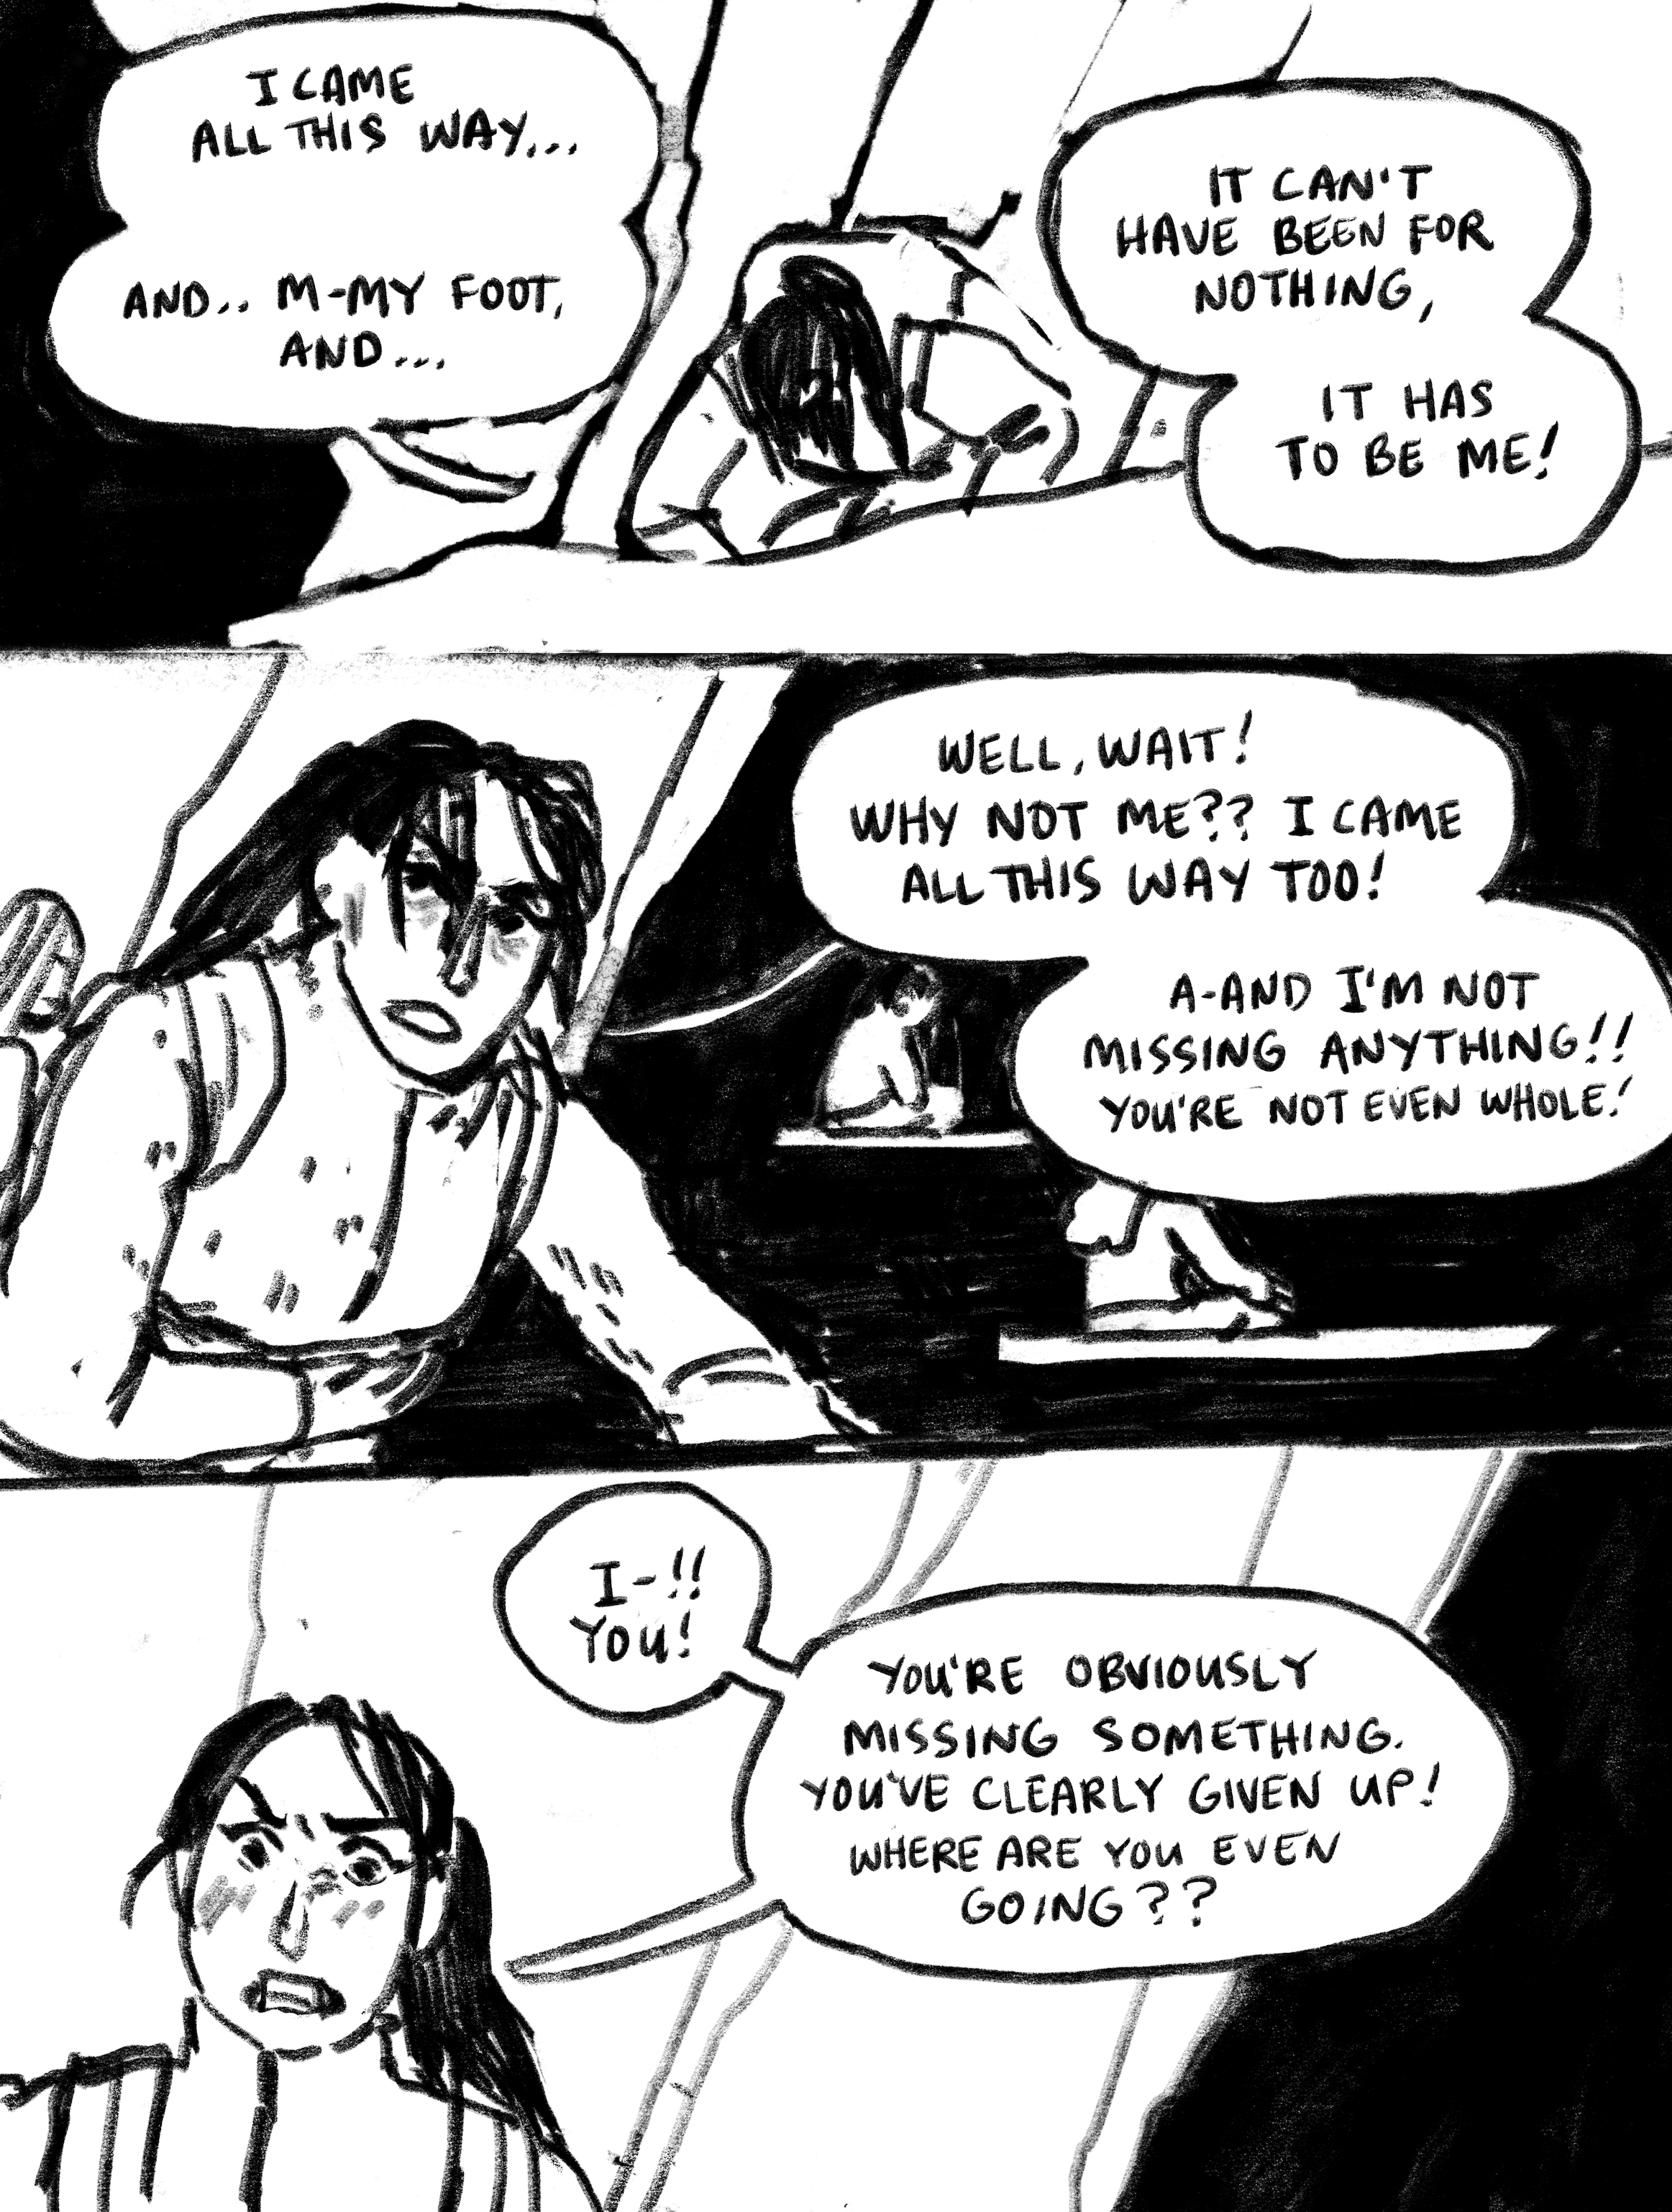 I CAME
ALL THIS WAY...
AND.. M-MY FOOT,
AND...
IT CAN'T
HAVE BEEN FOR
NOTHING,
IT HAS
TO BE ME!
WELL, WAIT!
WHY NOT ME?? I CAME
ALL THIS WAY TOO!
A-AND I'M NOT
MISSING ANYTHING!!
YOU'RE NOT EVEN WHOLE!
I-!!
YOU!
YOU'RE OBVIOUSLY
MISSING SOMETHING.
YOU'VE CLEARLY GIVEN UP!
WHERE ARE YOU EVEN
GOING??